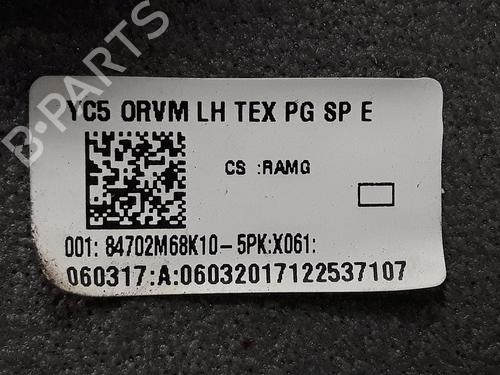 YC5 ORVM LH TEX PG SP E
CS :RAMG
001: 84702M68K10-5PK:X061:
060317:A:06032017122537107
B-PARTS